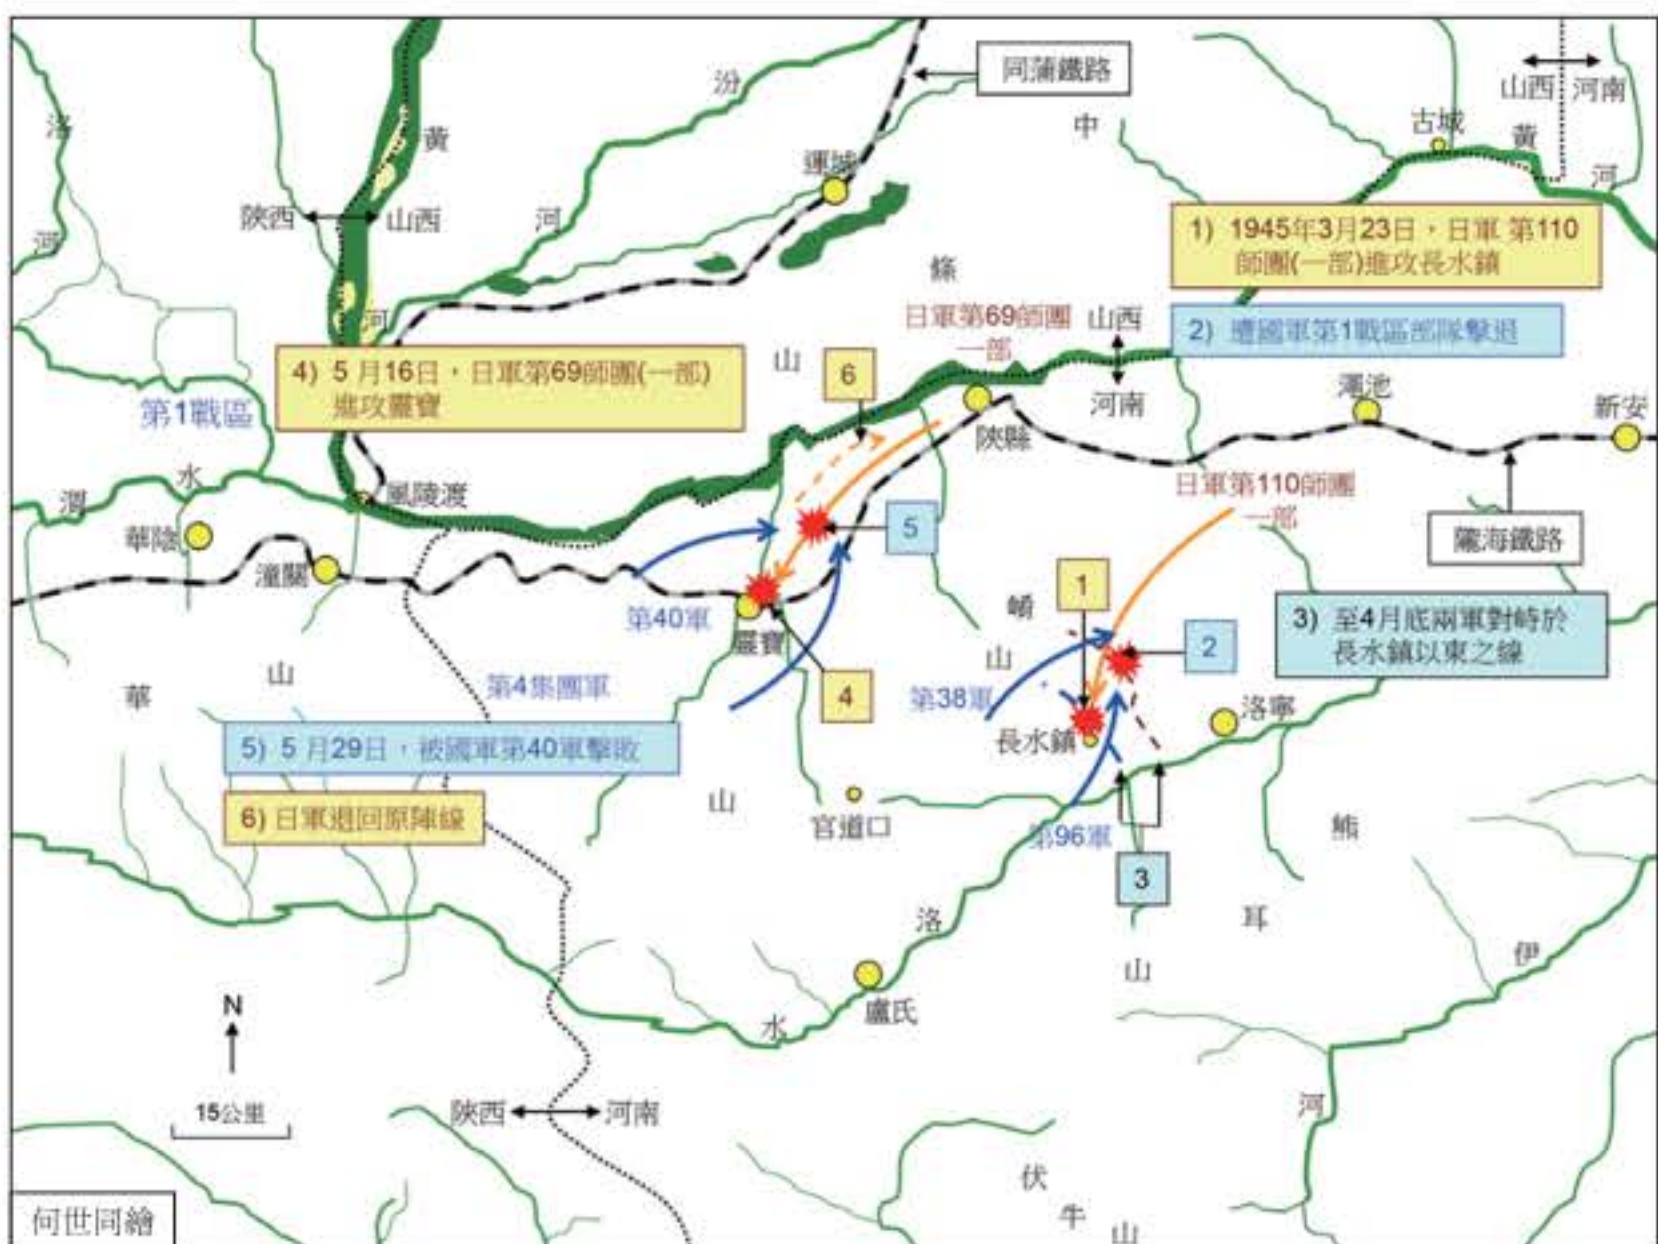 同蒲鐵路
汾
中
山西 河南
洛
黃
古城
黃
運城
河
陝西 山西
河
河
條
1) 1945年3月23日,日軍 第110
師團(一部)進攻長水鎮
日軍第69師團
一部
山西
2) 遭國軍第1戰區部隊擊退
河
4) 5 月16日,日軍第69師團(一部)
進攻靈寶
山
6
河南
澠池
新安
第1戰區
陝縣
水
渭
風陵渡
日軍第110師團
一部
5
隴海鐵路
華陰
潼關
1
崤
3) 至4月底兩軍對峙於
長水鎮以東之線
第40軍
靈寶
山
2
山
第4集團軍
4
第38軍
華
洛寧
5) 5 月29日,被國軍第40軍擊敗
長水鎮
山
6) 日軍退回原陣線
官道口
第96軍
熊
3
洛
耳
伊
山
N
水
盧氏
15公里
陝西 河南
河
伏
牛
山
何世同繪